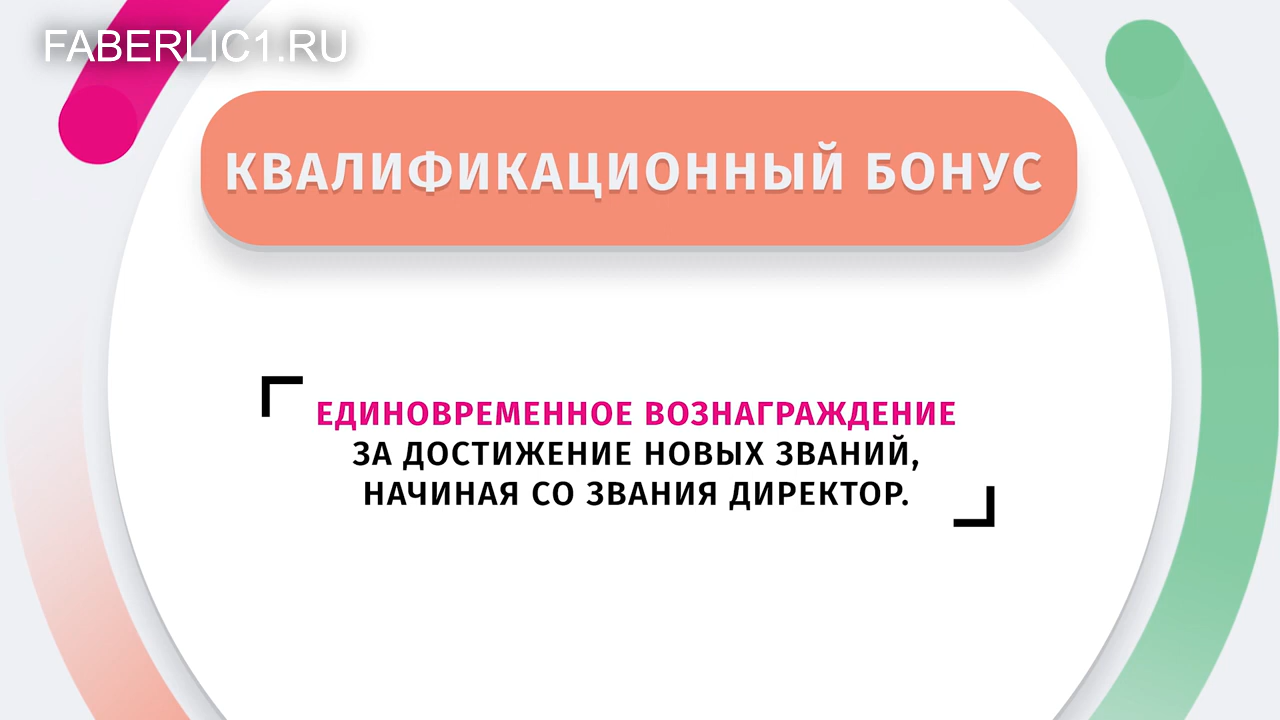 FABERLIC1.RU
КВАЛИФИКАЦИОННЫЙ БОНУС
ЕДИНОВРЕМЕННОЕ ВОЗНАГРАЖДЕНИЕ
ЗА ДОСТИЖЕНИЕ НОВЫХ ЗВАНИЙ,
НАЧИНАЯ СО ЗВАНИЯ ДИРЕКТОР.